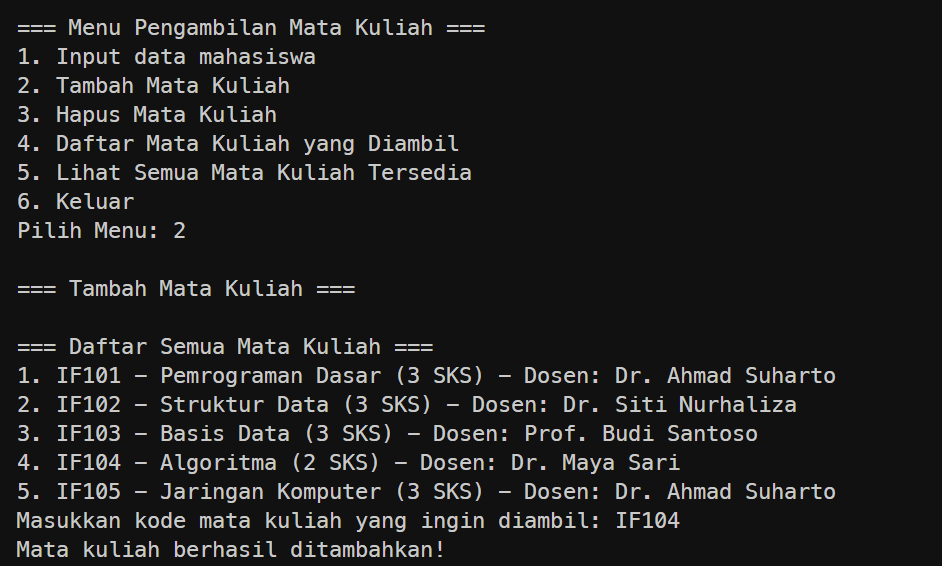 === Menu Pengambilan Mata Kuliah ===
1. Input data mahasiswa
2. Tambah Mata Kuliah
3. Hapus Mata Kuliah
4. Daftar Mata Kuliah yang Diambil
5. Lihat Semua Mata Kuliah Tersedia
6. Keluar
Pilih Menu: 2
=== Tambah Mata Kuliah ===
=== Daftar Semua Mata Kuliah ===
1. IF101 - Pemrograman Dasar (3 SKS) - Dosen: Dr. Ahmad Suharto
2. IF102 - Struktur Data (3 SKS) - Dosen: Dr. Siti Nurhaliza
3. IF103 - Basis Data (3 SKS) - Dosen: Prof. Budi Santoso
4. IF104 - Algoritma (2 SKS) - Dosen: Dr. Maya Sari
5. IF105 - Jaringan Komputer (3 SKS) - Dosen: Dr. Ahmad Suharto
Masukkan kode mata kuliah yang ingin diambil: IF104
Mata kuliah berhasil ditambahkan!